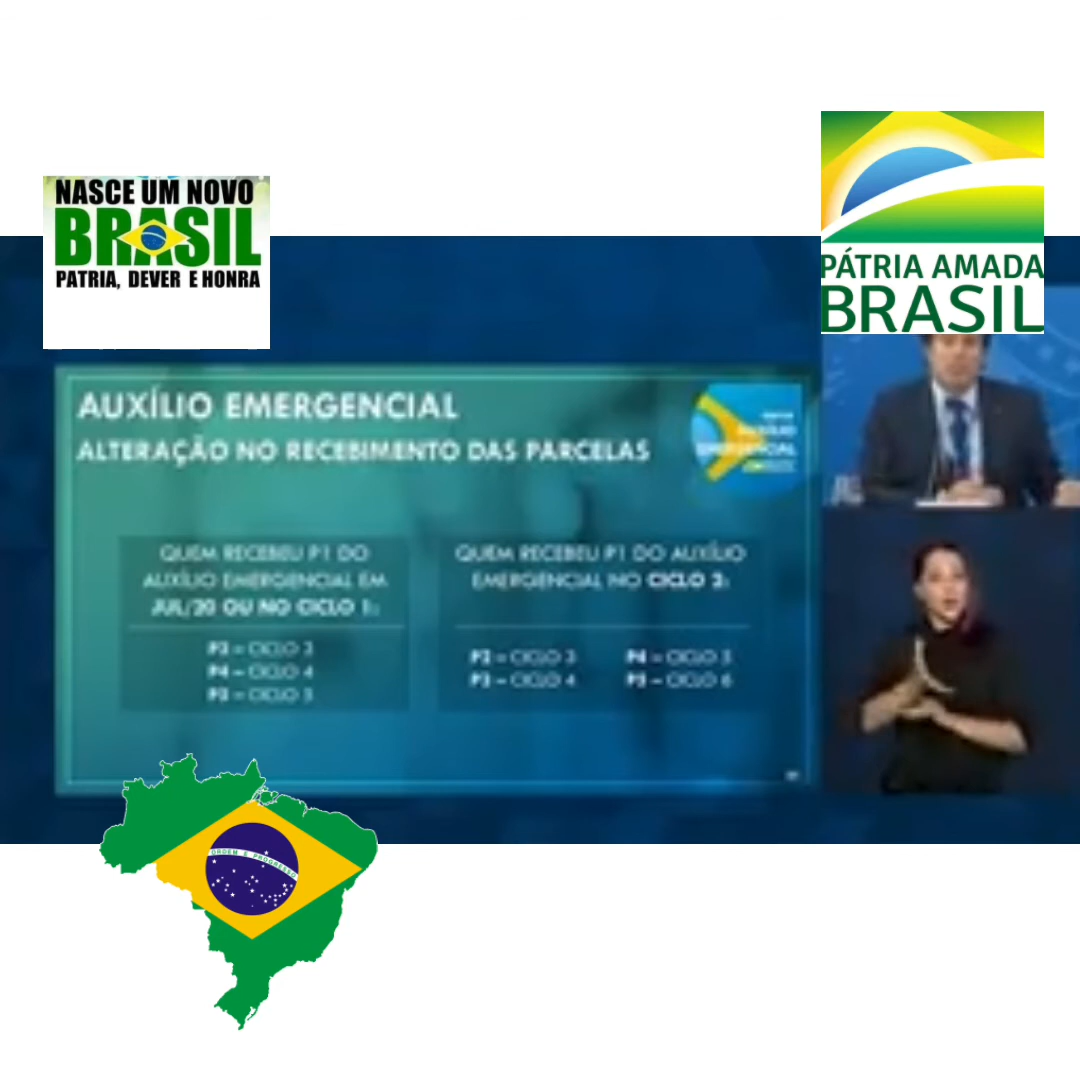 NASCE UM NOVO
BRASIL
PATRIA, DEVER E HONRA
PÁTRIA AMADA
BRASIL
AUXÍLIO EMERGENCIAL
ALTERAÇÃO NO RECEBIMENTO DAS PARCELAS
EMERGENCIAL
QUEM RECEBEU P1 DO
AUXÍLIO EMERGENCIAL EM
JUL/20 OU NO CICLO 1:
P3 – CICLO 3
P4 – CICLO 4
P5 – CICLO 5
QUEM RECEBEU P1 DO AUXÍLIO
EMERGENCIAL NO CICLO 2:
P2 – CICLO 3
P3 – CICLO 4
P4 – CICLO 5
P5 – CICLO 6
ORDEM E PROGRESSO